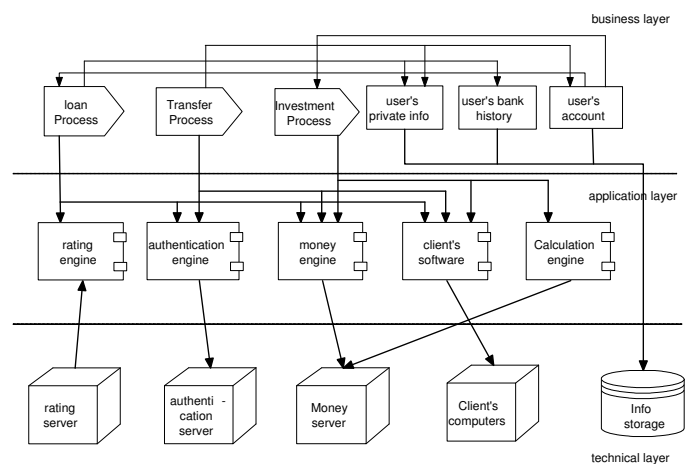 business layer
loan
Process
Transfer
Process
Investment
Process
user's
private info
user's bank
history
user's
account
application layer
rating
engine
authentication
engine
money
engine
client's
software
Calculation
engine
rating
server
authenti -
cation
server
Money
server
Client's
computers
Info
storage
technical layer